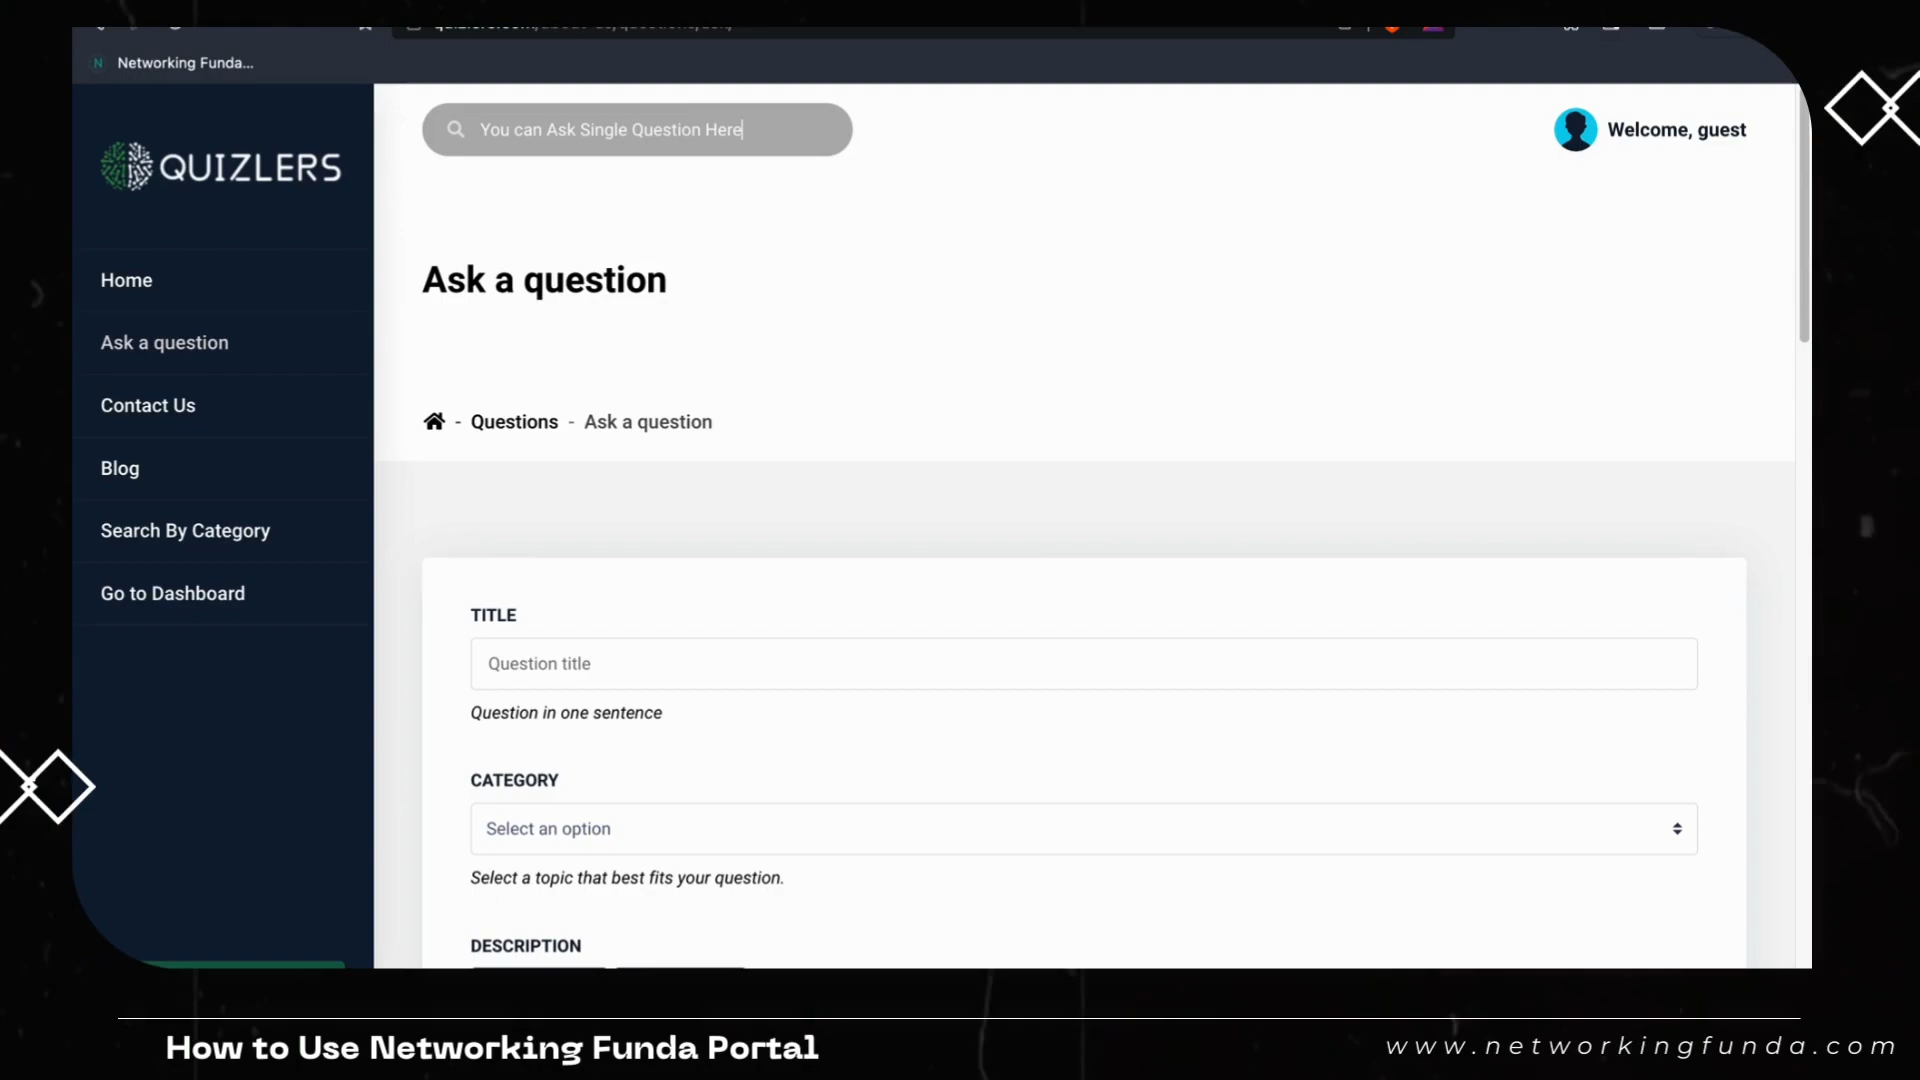 N Networking Funda...
QUIZLERS
You can Ask Single Question Here
Welcome, guest
Home
Ask a question
Contact Us
Blog
Search By Category
Go to Dashboard
Ask a question
- Questions - Ask a question
TITLE
Question title
Question in one sentence
CATEGORY
Select an option
Select a topic that best fits your question.
DESCRIPTION
How to Use Networking Funda Portal
www.networkingfunda.com